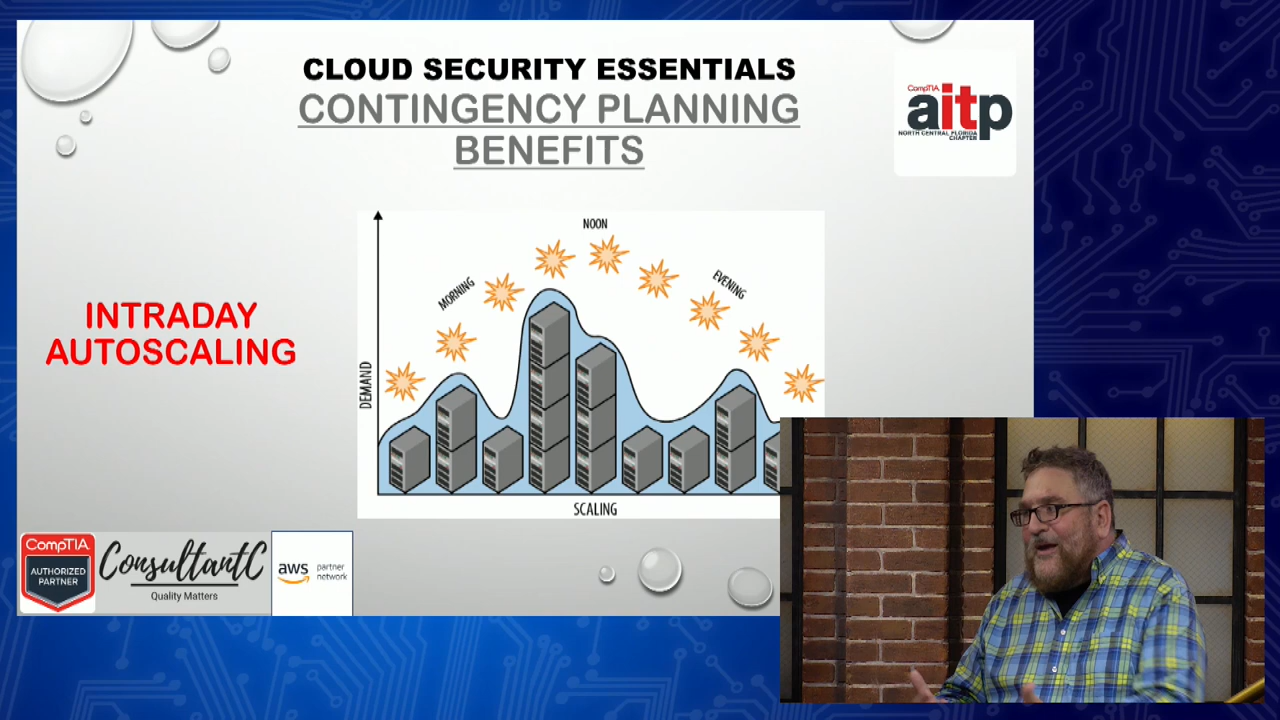 CLOUD SECURITY ESSENTIALS
CONTINGENCY PLANNING
BENEFITS
CompTIA
aitp
NORTH CENTRAL FLORIDA
CHAPTER
INTRADAY
AUTOSCALING
NOON
MORNING
EVENING
DEMAND
SCALING
CompTIA
AUTHORIZED
PARTNER
ConsultantC
Quality Matters
aws
partner
network